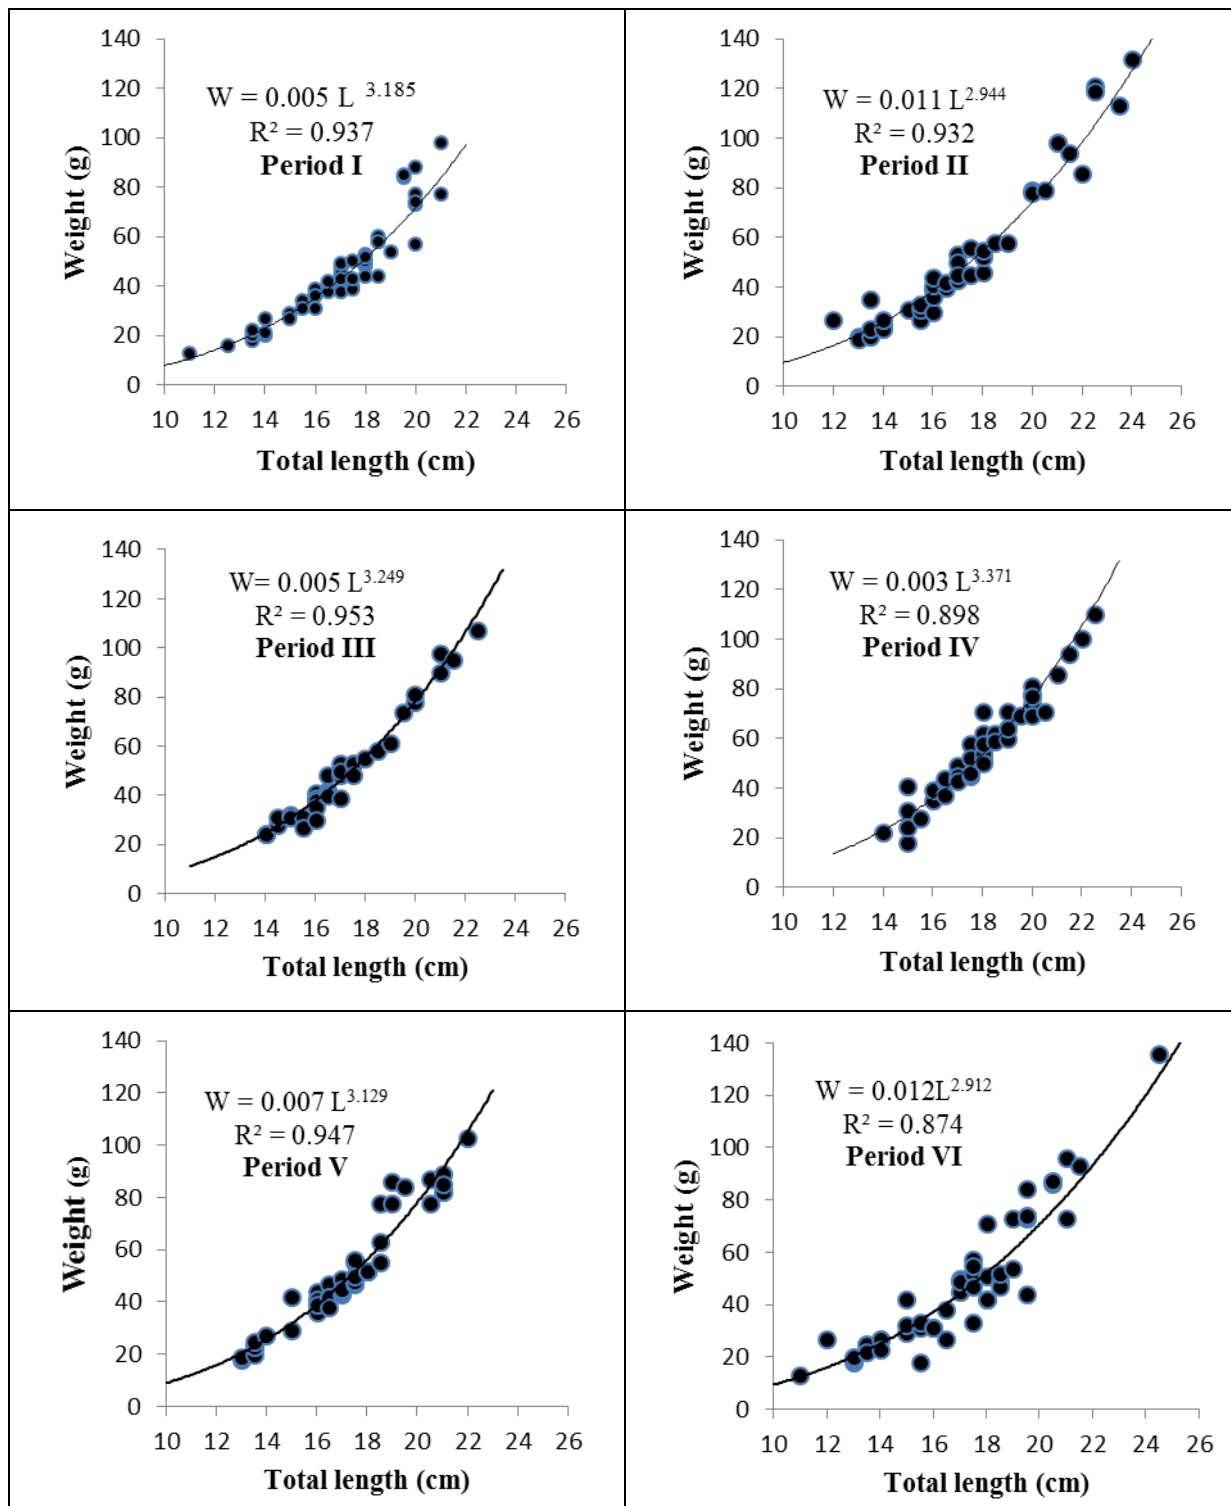 140
120
100
80
60
40
20
0
W = 0.005 L 3.185
R² = 0.937
Period I
Weight (g)
10 12 14 16 18 20 22 24 26
Total length (cm)
140
120
100
80
60
40
20
0
W = 0.011 L2.944
R² = 0.932
Period II
Weight (g)
10 12 14 16 18 20 22 24 26
Total length (cm)
140
120
100
80
60
40
20
0
W= 0.005 L3.249
R² = 0.953
Period III
Weight (g)
10 12 14 16 18 20 22 24 26
Total length (cm)
140
120
100
80
60
40
20
0
W = 0.003 L3.371
R² = 0.898
Period IV
Weight (g)
10 12 14 16 18 20 22 24 26
Total length (cm)
140
120
100
80
60
40
20
0
W = 0.007 L3.129
R² = 0.947
Period V
Weight (g)
10 12 14 16 18 20 22 24 26
Total length (cm)
140
120
100
80
60
40
20
0
W = 0.012L2.912
R² = 0.874
Period VI
Weight (g)
10 12 14 16 18 20 22 24 26
Total length (cm)